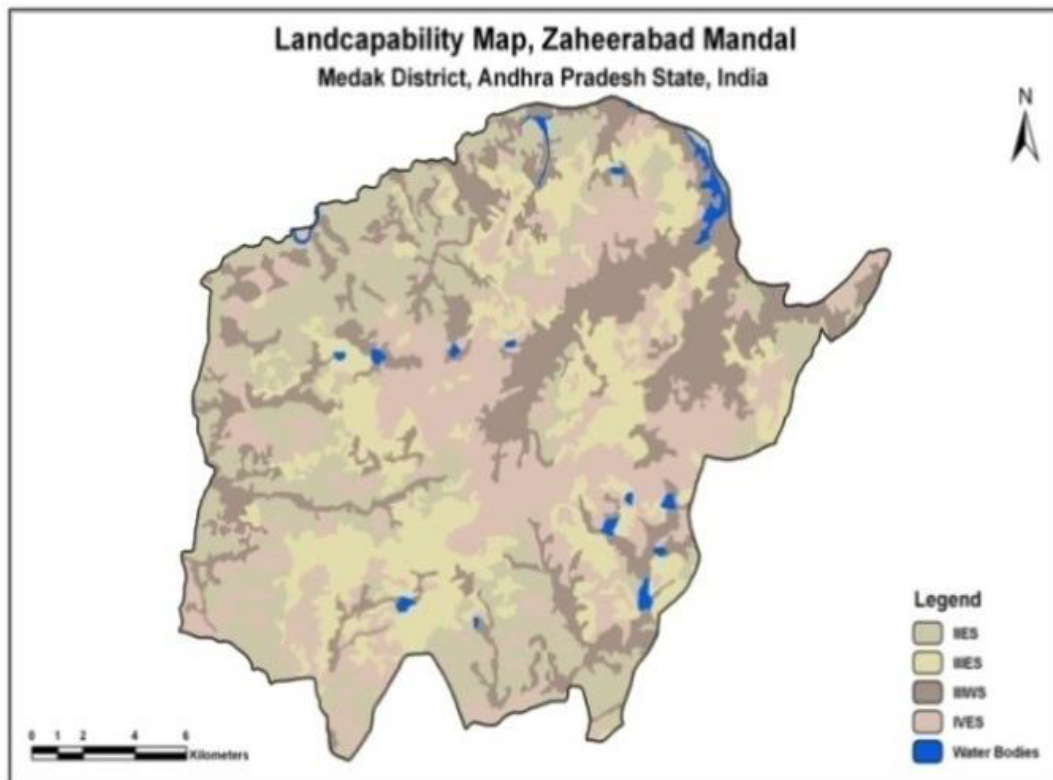 Landcapability Map, Zaheerabad Mandal
Medak District, Andhra Pradesh State, India
N
Legend
IIES
IIIES
IIIWS
IVES
Water Bodies
0 1 2 4 6
Kilometers